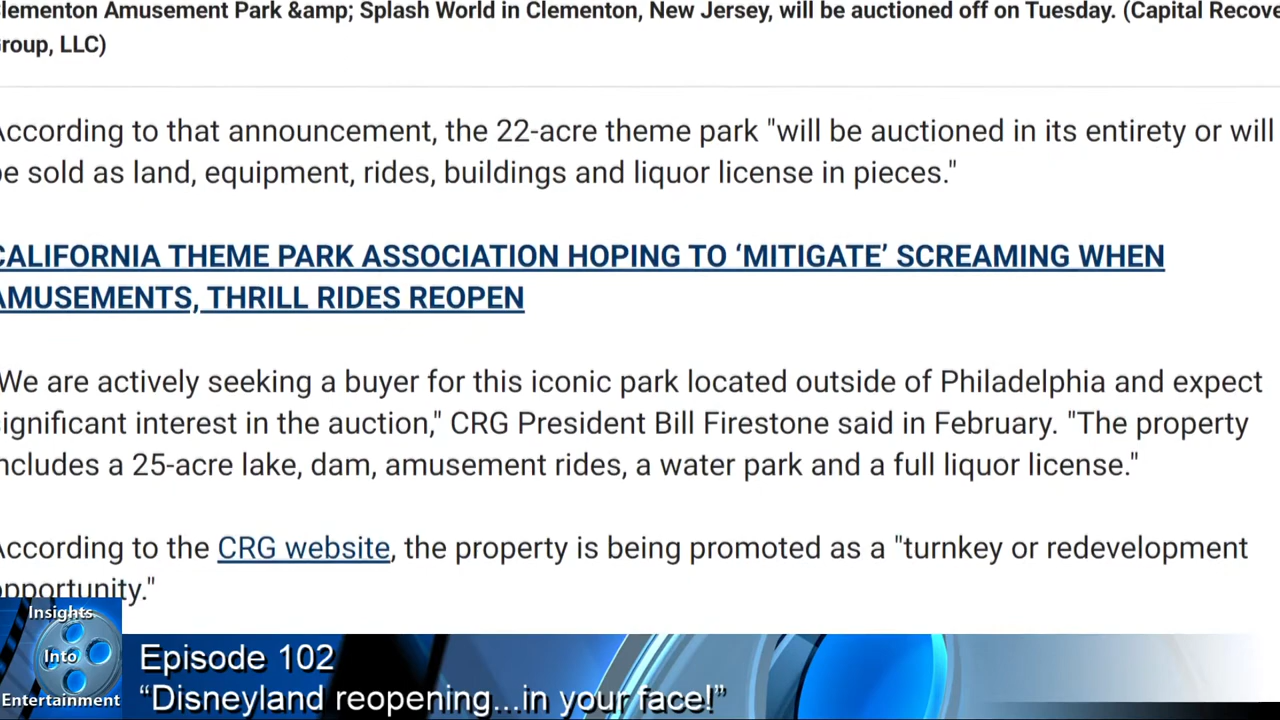 lementon Amusement Park &amp; Splash World in Clementon, New Jersey, will be auctioned off on Tuesday. (Capital Recove
roup, LLC)
According to that announcement, the 22-acre theme park "will be auctioned in its entirety or will
be sold as land, equipment, rides, buildings and liquor license in pieces."
CALIFORNIA THEME PARK ASSOCIATION HOPING TO ‘MITIGATE’ SCREAMING WHEN
AMUSEMENTS, THRILL RIDES REOPEN
"We are actively seeking a buyer for this iconic park located outside of Philadelphia and expect
significant interest in the auction," CRG President Bill Firestone said in February. "The property
includes a 25-acre lake, dam, amusement rides, a water park and a full liquor license."
According to the CRG website, the property is being promoted as a "turnkey or redevelopment
opportunity."
Insights
Into
Entertainment
Episode 102
“Disneyland reopening...in your face!”